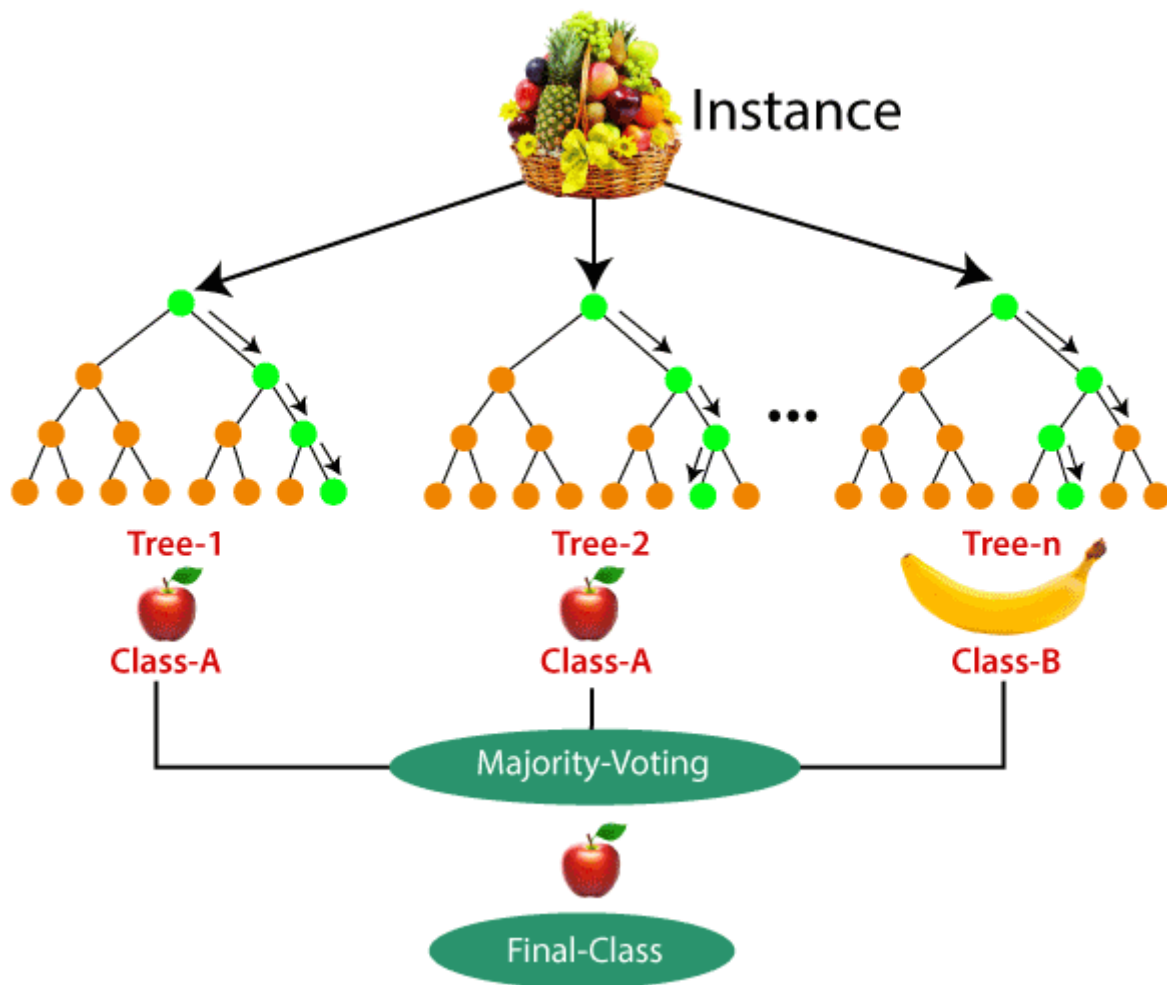 Instance
Tree-1
Tree-2
Tree-n
Class-A
Class-A
Class-B
Majority-Voting
Final-Class